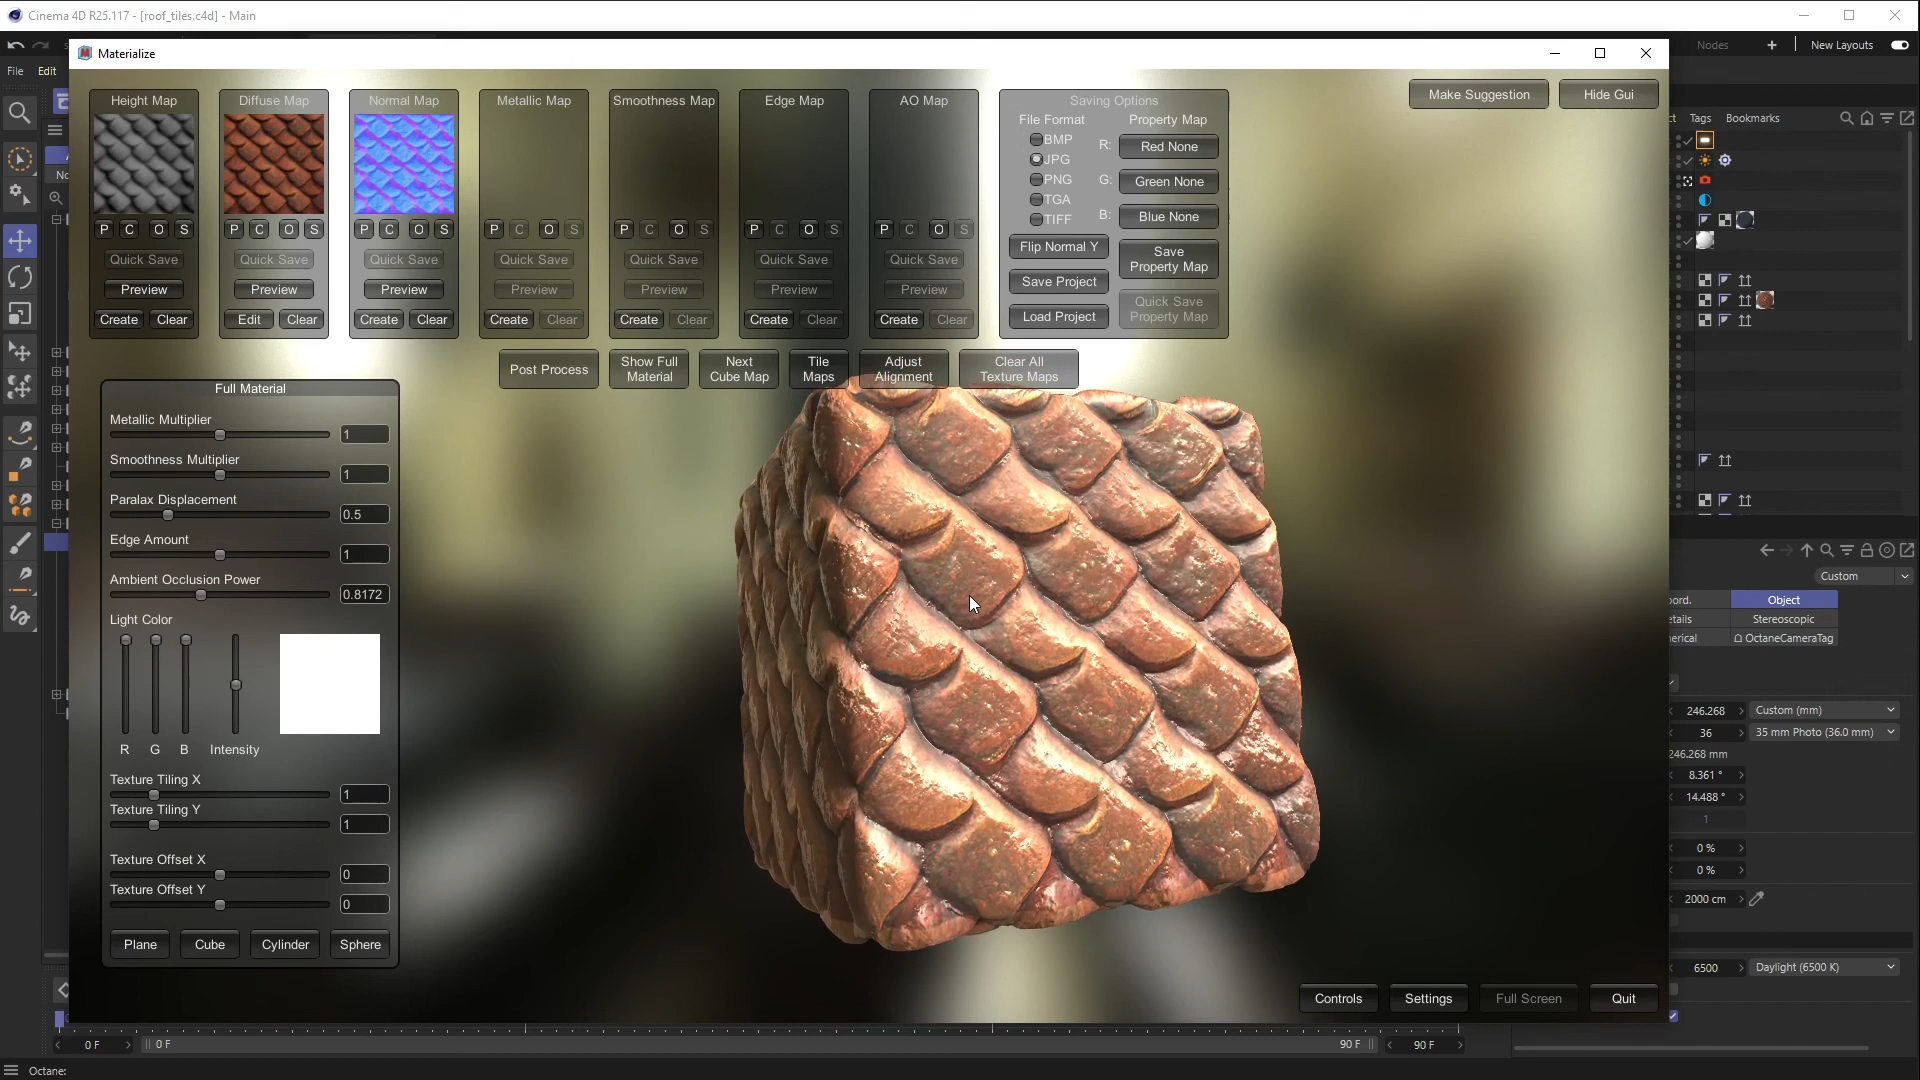 Cinema 4D R25.117 - [roof_tiles.c4d] - Main
Materialize
Nodes
New Layouts
File
Edit
Height Map
Diffuse Map
Normal Map
Metallic Map
Smoothness Map
Edge Map
AO Map
P C O S
P C O S
P C O S
P C O S
P C O S
P C O S
P C O S
Quick Save
Quick Save
Quick Save
Quick Save
Quick Save
Quick Save
Quick Save
Preview
Preview
Preview
Preview
Preview
Preview
Preview
Create Clear
Edit Clear
Create Clear
Create Clear
Create Clear
Create Clear
Create Clear
Saving Options
File Format
Property Map
BMP
JPG
PNG
TGA
TIFF
R: Red None
G: Green None
B: Blue None
Flip Normal Y
Save Project
Load Project
Save
Property Map
Quick Save
Property Map
Make Suggestion
Hide Gui
Tags
Bookmarks
Post Process
Show Full
Material
Next
Cube Map
Tile
Maps
Adjust
Alignment
Clear All
Texture Maps
Full Material
Metallic Multiplier
1
Smoothness Multiplier
1
Paralax Displacement
0.5
Edge Amount
1
Ambient Occlusion Power
0.8172
Light Color
R G B Intensity
Texture Tiling X
1
Texture Tiling Y
1
Texture Offset X
0
Texture Offset Y
0
Plane
Cube
Cylinder
Sphere
Custom
ord.
Object
etails
Stereoscopic
erical
OctaneCameraTag
246.268
Custom (mm)
36
35 mm Photo (36.0 mm)
246.268 mm
8.361 °
14.488 °
1
0 %
0 %
2000 cm
6500
Daylight (6500 K)
Controls
Settings
Full Screen
Quit
0 F
0 F
90 F
90 F
Octane: